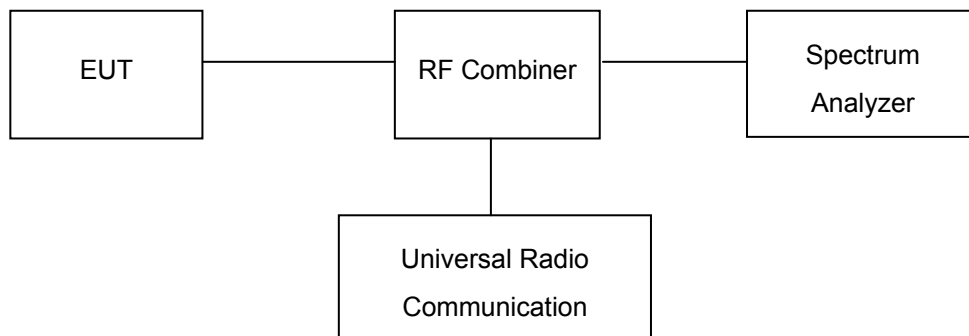 EUT
RF Combiner
Spectrum
Analyzer
Universal Radio
Communication